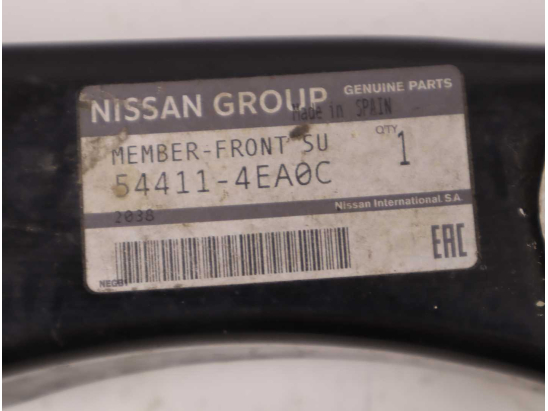 NISSAN GROUP GENUINE PARTS
Made in SPAIN
MEMBER-FRONT SU QTY
54411-4EA0C 1
2038 Nissan International S.A.
EAC